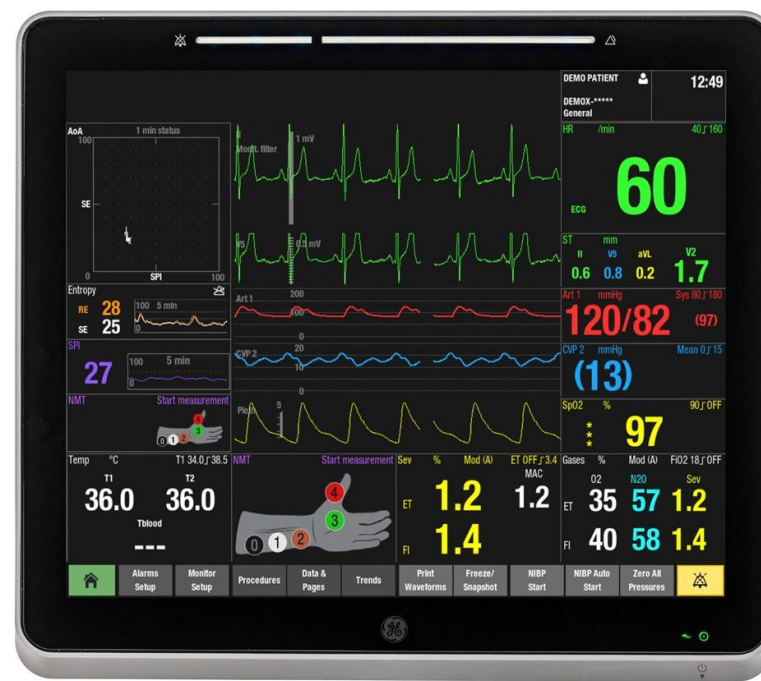 DEMO PATIENT
12:49
DEMOX-*****
General
AoA 1 min status
100
SE
0 SPI 100
Entropy
RE 28
SE 25
100 5 min
0
SPI
27
100 5 min
0
NMT Start measurement
0 1 2 3 4
II
Monit. filter
1 mV
V5
0.5 mV
Art 1
200
100
0
CVP 2
20
10
0
Pleth
5
HR /min 40 160
60
ECG
ST mm
II V5 aVL V2
0.6 0.8 0.2 1.7
Art 1 mmHg Sys 80 180
120/82 (97)
CVP 2 mmHg Mean 0 15
(13)
SpO2 % 90 OFF
***
97
Temp °C T1 34.0 38.5
T1 T2
36.0 36.0
Tblood
---
NMT Start measurement
0 1 2 3 4
Sev % Mod (A) ET OFF 3.4
MAC
ET 1.2 1.2
FI 1.4
Gases % Mod (A) FiO2 18 OFF
O2 N2O Sev
ET 35 57 1.2
FI 40 58 1.4
Alarms Setup
Monitor Setup
Procedures
Data & Pages
Trends
Print Waveforms
Freeze/ Snapshot
NIBP Start
NIBP Auto Start
Zero All Pressures
GE